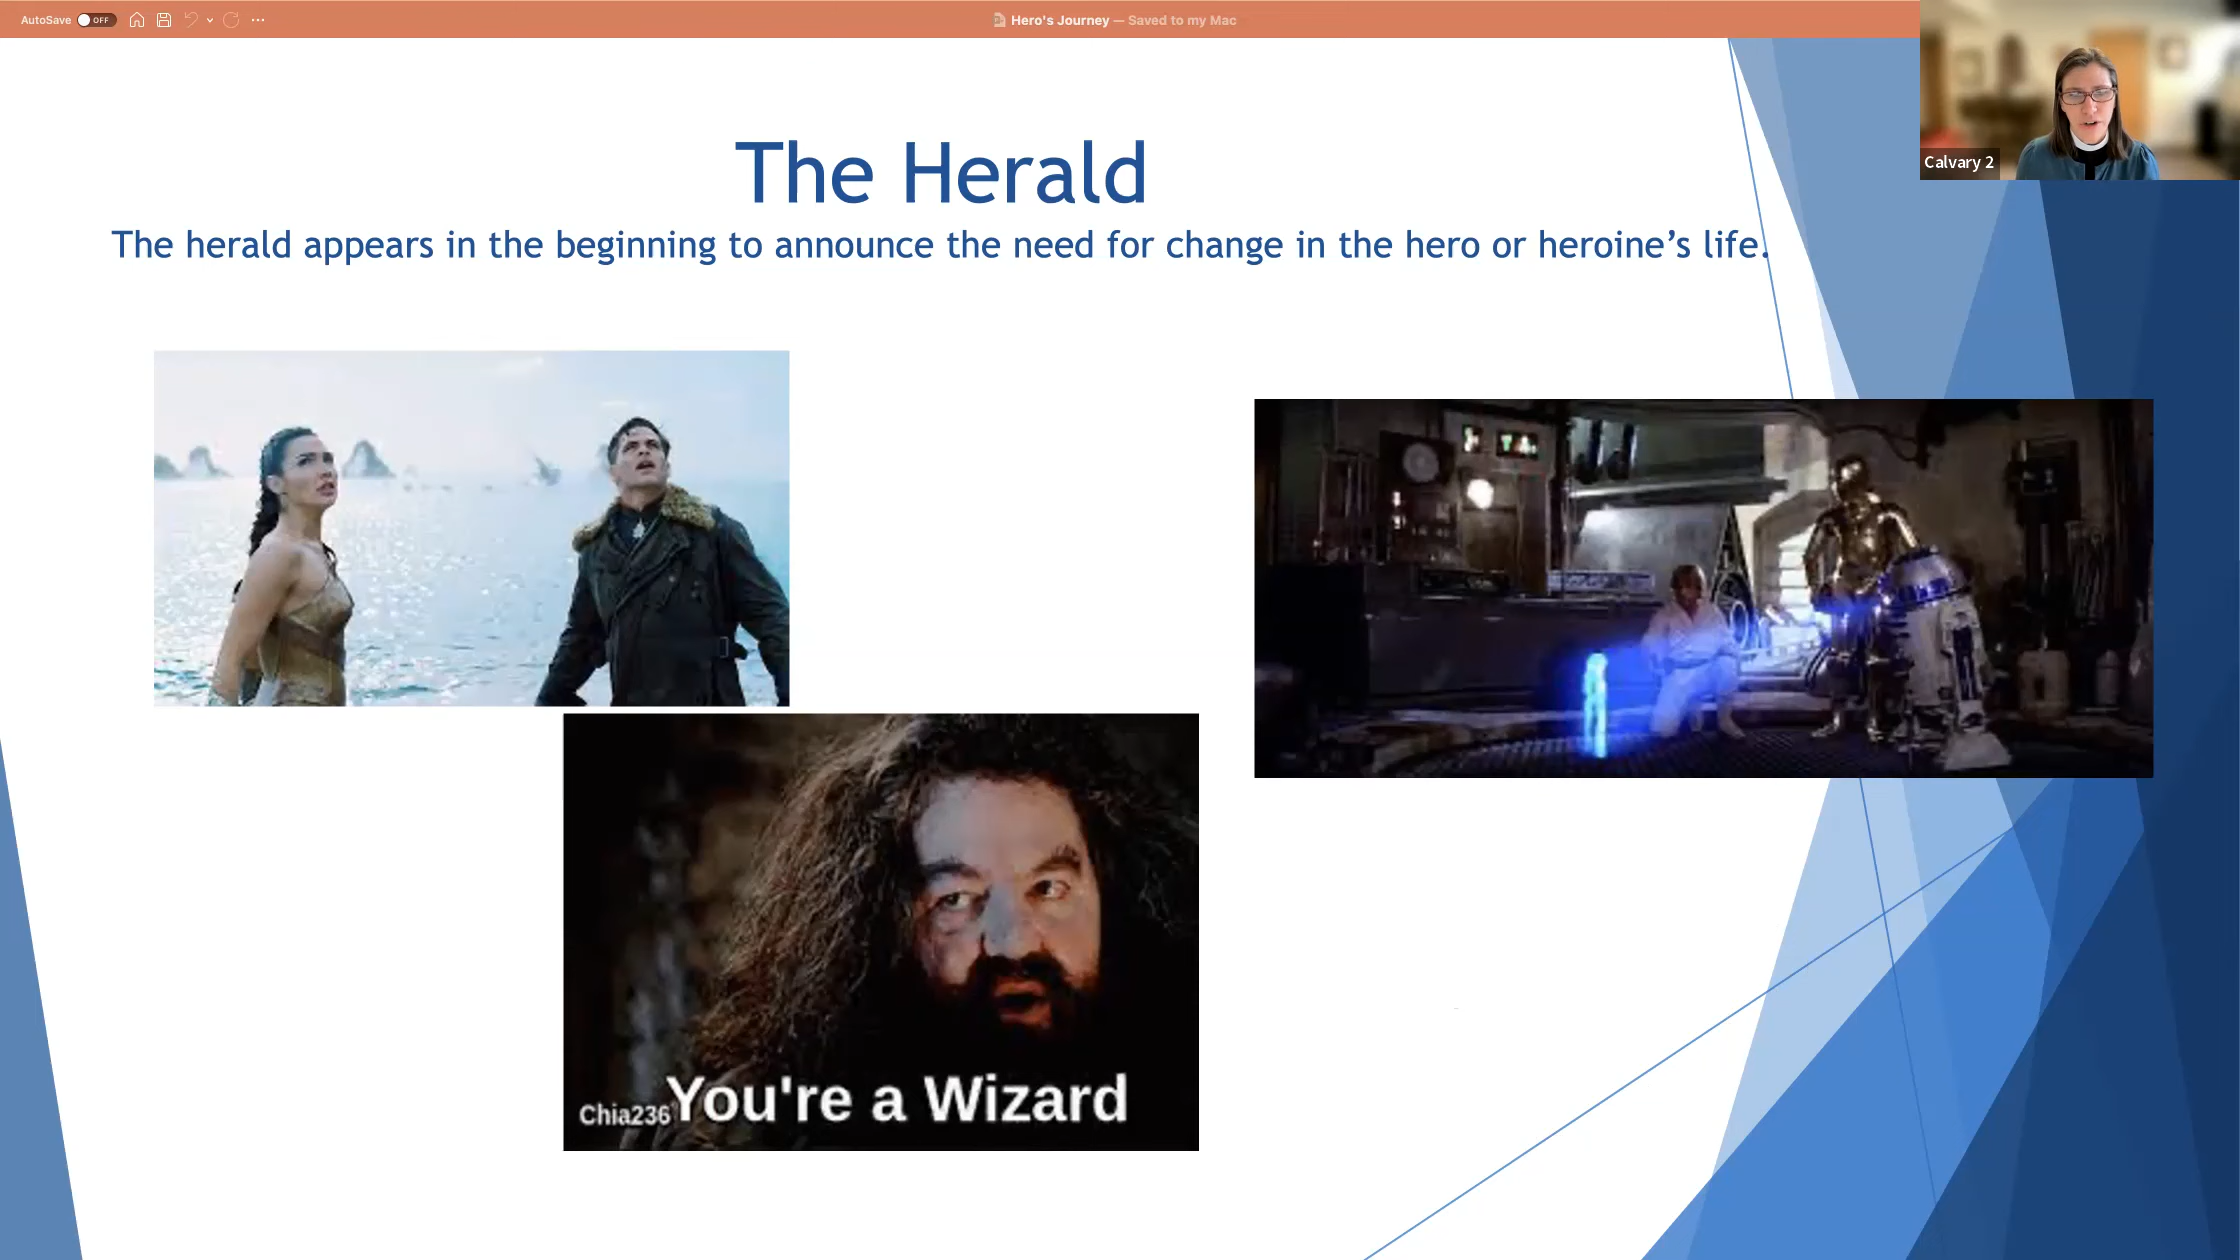 AutoSave OFF
Hero's Journey — Saved to my Mac
Calvary 2
The Herald
The herald appears in the beginning to announce the need for change in the hero or heroine’s life.
You're a Wizard
Chia236